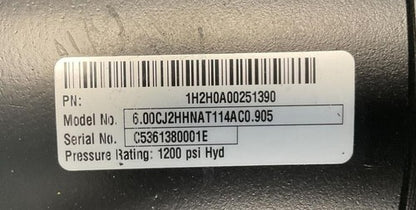 PN: 1H2H0A00251390
Model No. 6.00CJ2HHNAT114AC0.905
Serial No. C5361380001E
Pressure Rating: 1200 psi Hyd